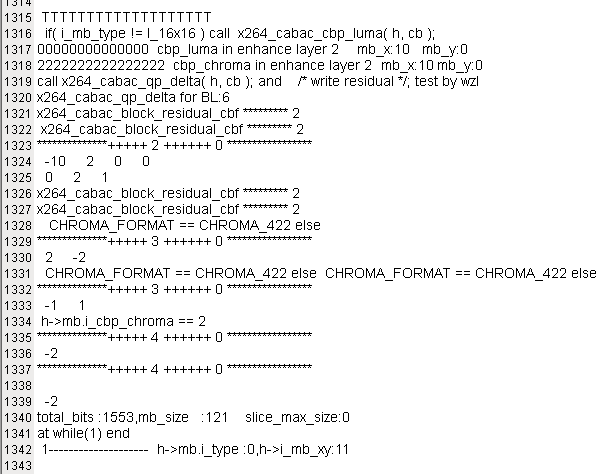 1314
1315 TTTTTTTTTTTTTTTTTTT
1316 if( i_mb_type != I_16x16 ) call x264_cabac_cbp_luma( h, cb );
1317 00000000000000 cbp_luma in enhance layer 2 mb_x:10 mb_y:0
1318 2222222222222222 cbp_chroma in enhance layer 2 mb_x:10 mb_y:0
1319 call x264_cabac_qp_delta( h, cb ); and /* write residual */; test by wzl
1320 x264_cabac_qp_delta for BL:6
1321 x264_cabac_block_residual_cbf ********* 2
1322 x264_cabac_block_residual_cbf ********* 2
1323 **************+++++ 2 ++++++ 0 *****************
1324 -10 2 0 0
1325 0 2 1
1326 x264_cabac_block_residual_cbf ********* 2
1327 x264_cabac_block_residual_cbf ********* 2
1328 CHROMA_FORMAT == CHROMA_422 else
1329 **************+++++ 3 ++++++ 0 *****************
1330 2 -2
1331 CHROMA_FORMAT == CHROMA_422 else CHROMA_FORMAT == CHROMA_422 else
1332 **************+++++ 3 ++++++ 0 *****************
1333 -1 1
1334 h->mb.i_cbp_chroma == 2
1335 **************+++++ 4 ++++++ 0 *****************
1336 -2
1337 **************+++++ 4 ++++++ 0 *****************
1338
1339 -2
1340 total_bits :1553,mb_size :121 slice_max_size:0
1341 at while(1) end
1342 1-------------------- h->mb.i_type :0,h->i_mb_xy:11
1343